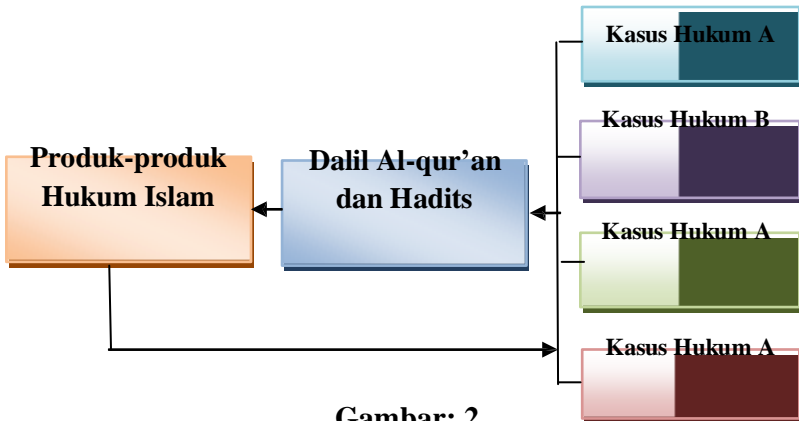 Kasus Hukum A
Kasus Hukum B
Produk-produk
Hukum Islam
Dalil Al-qur’an
dan Hadits
Kasus Hukum A
Kasus Hukum A
Gambar: 2